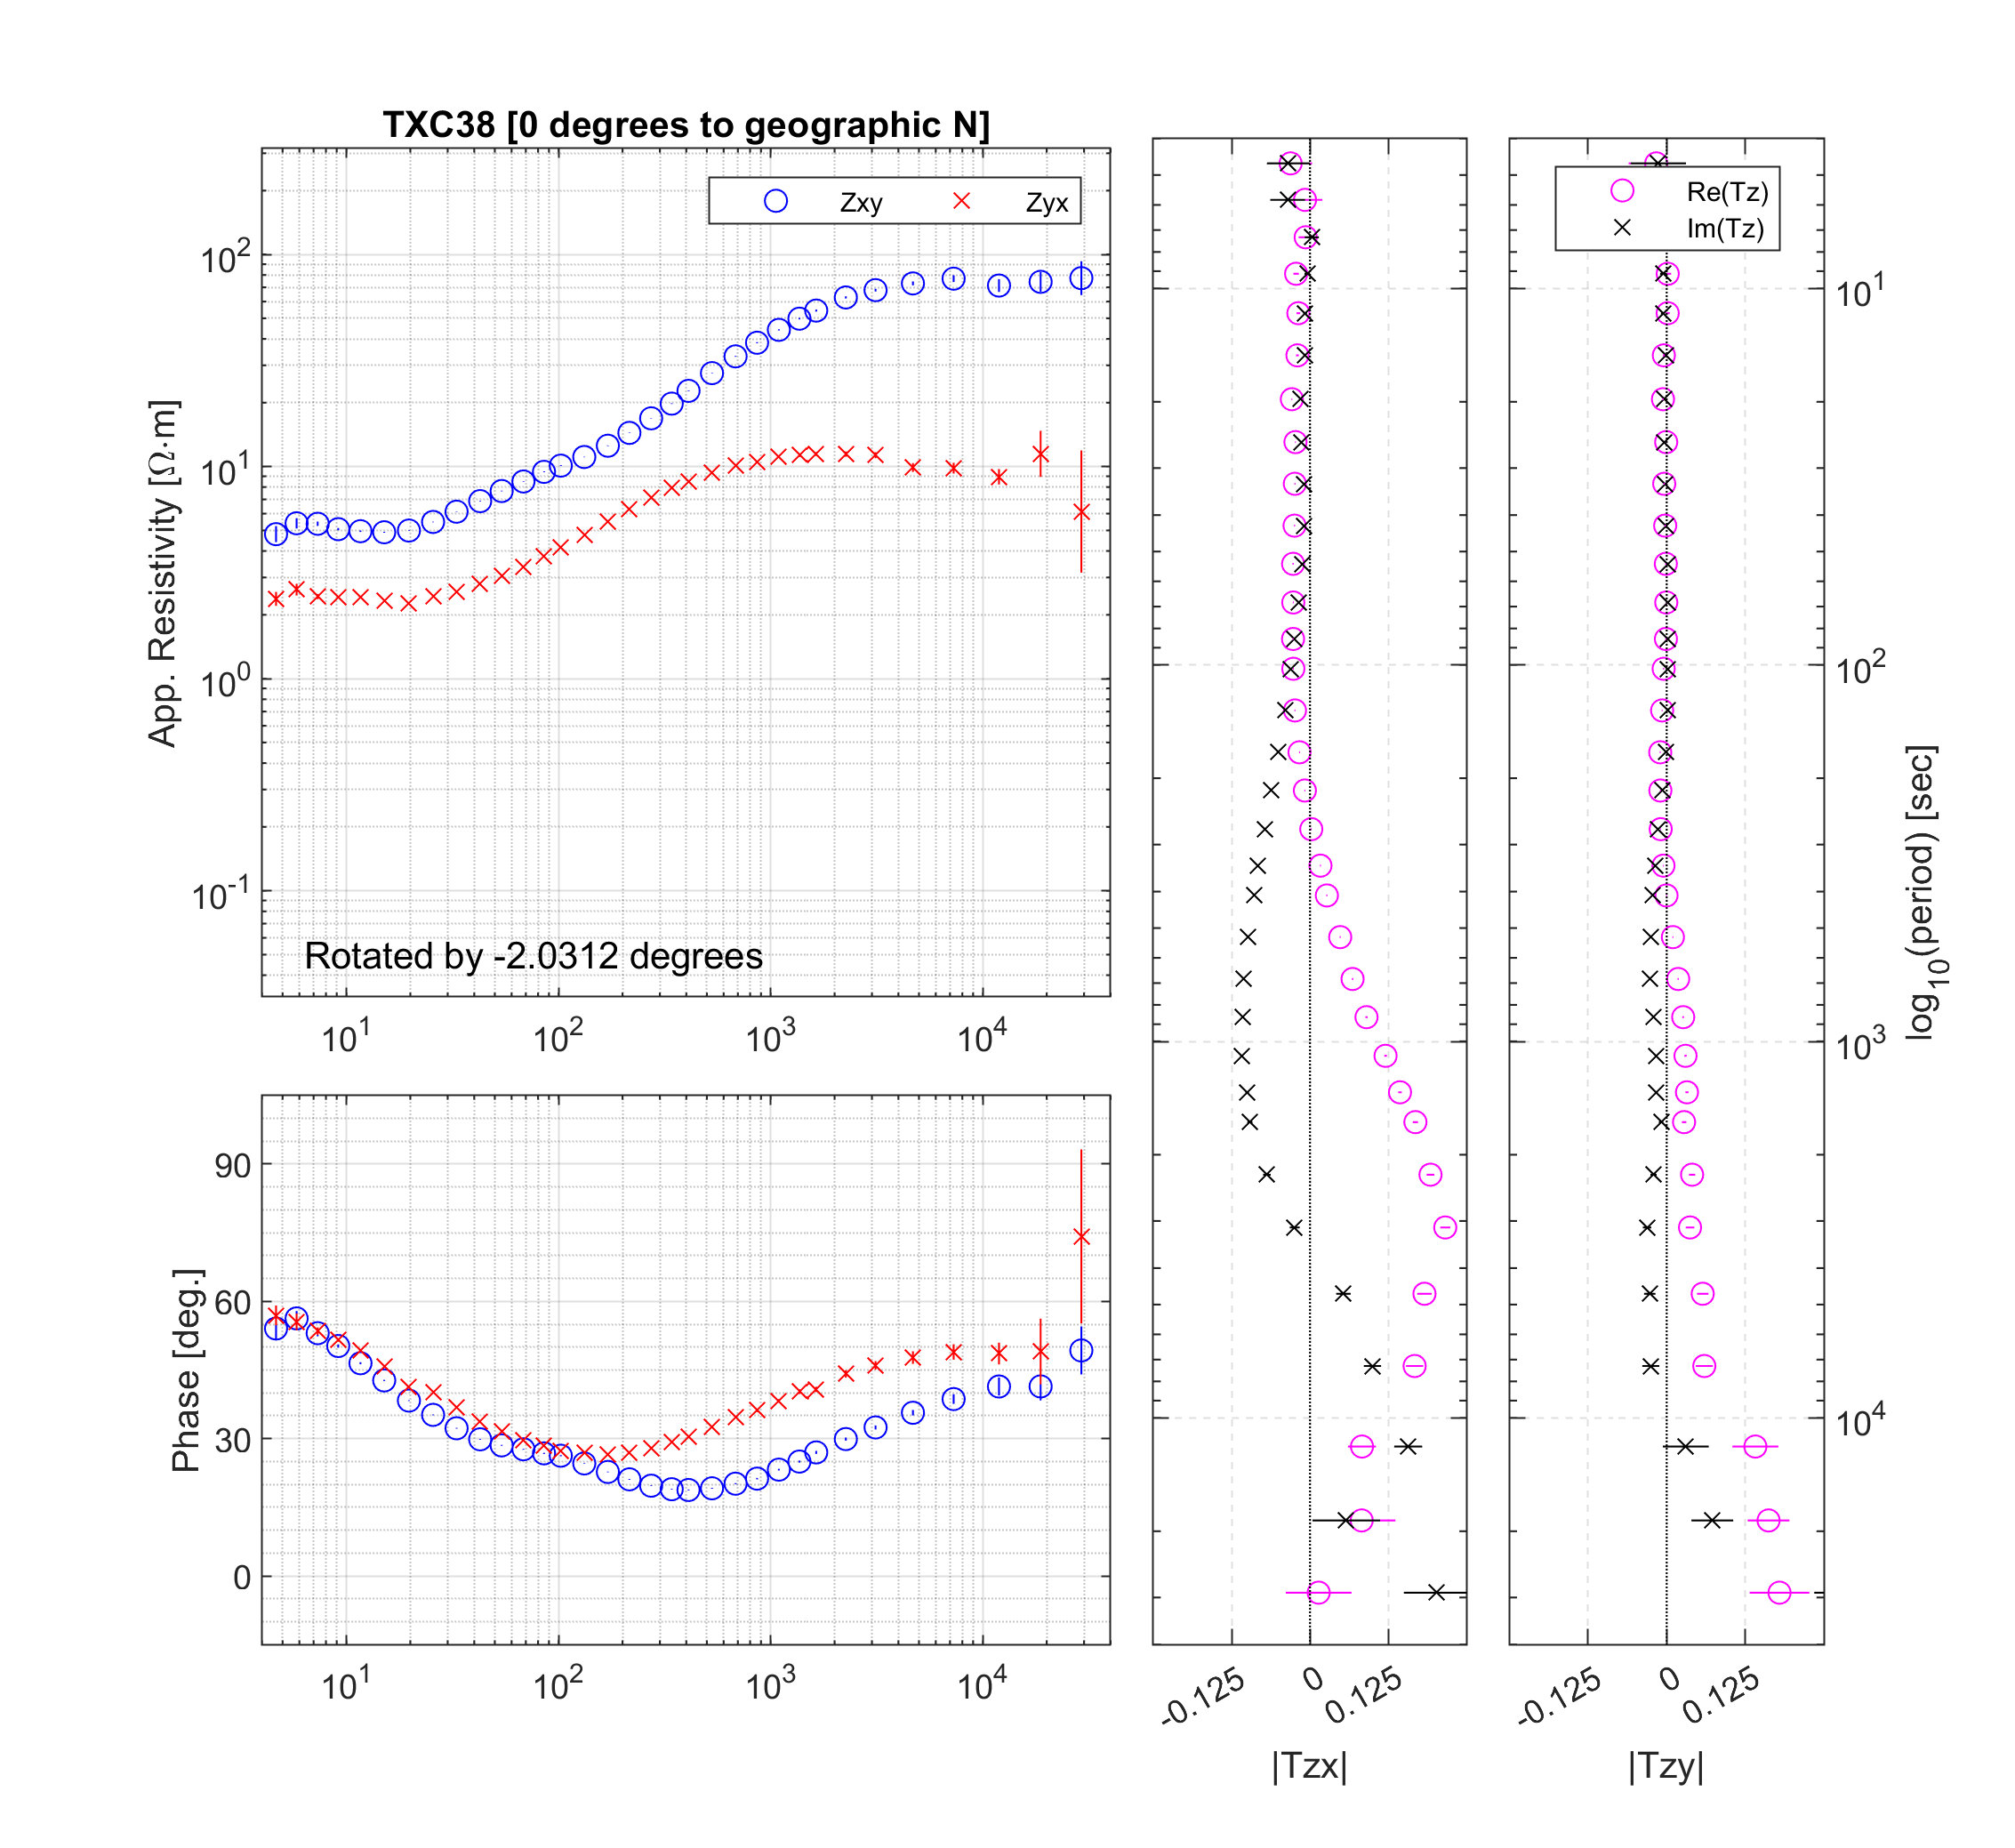 TXC38 [0 degrees to geographic N]
Zxy Zyx
App. Resistivity [Ω·m]
10^2
10^1
10^0
10^-1
Rotated by -2.0312 degrees
10^1 10^2 10^3 10^4
Phase [deg.]
90
60
30
0
10^1 10^2 10^3 10^4
-0.125 0 0.125
|Tzx|
Re(Tz)
Im(Tz)
-0.125 0 0.125
|Tzy|
10^1
10^2
10^3
10^4
log_10(period) [sec]